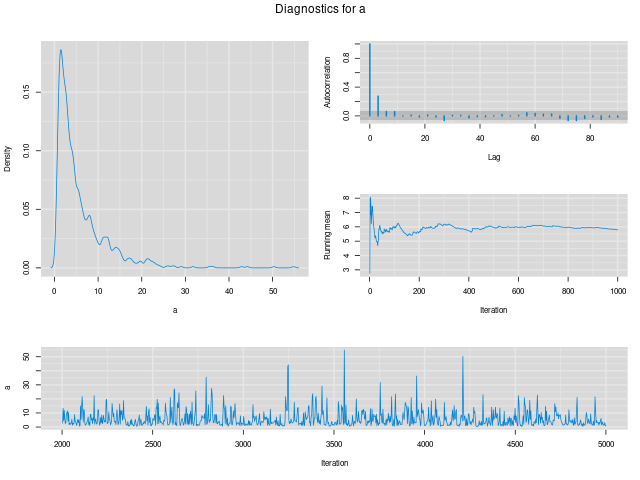 Diagnostics for a
Density
0.00 0.05 0.10 0.15
0 10 20 30 40 50
a
Autocorrelation
0.0 0.4 0.8
0 20 40 60 80
Lag
Running mean
3 4 5 6 7 8
0 200 400 600 800 1000
Iteration
a
0 10 30 50
2000 2500 3000 3500 4000 4500 5000
Iteration